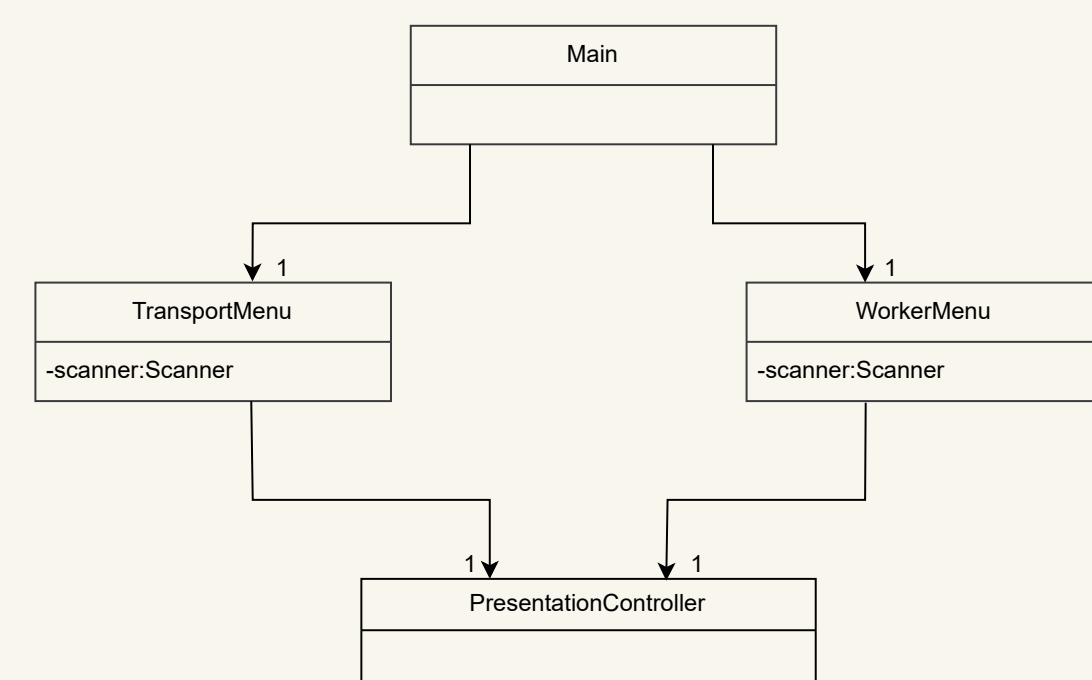 Main
1
1
TransportMenu
WorkerMenu
-scanner:Scanner
-scanner:Scanner
1
1
PresentationController